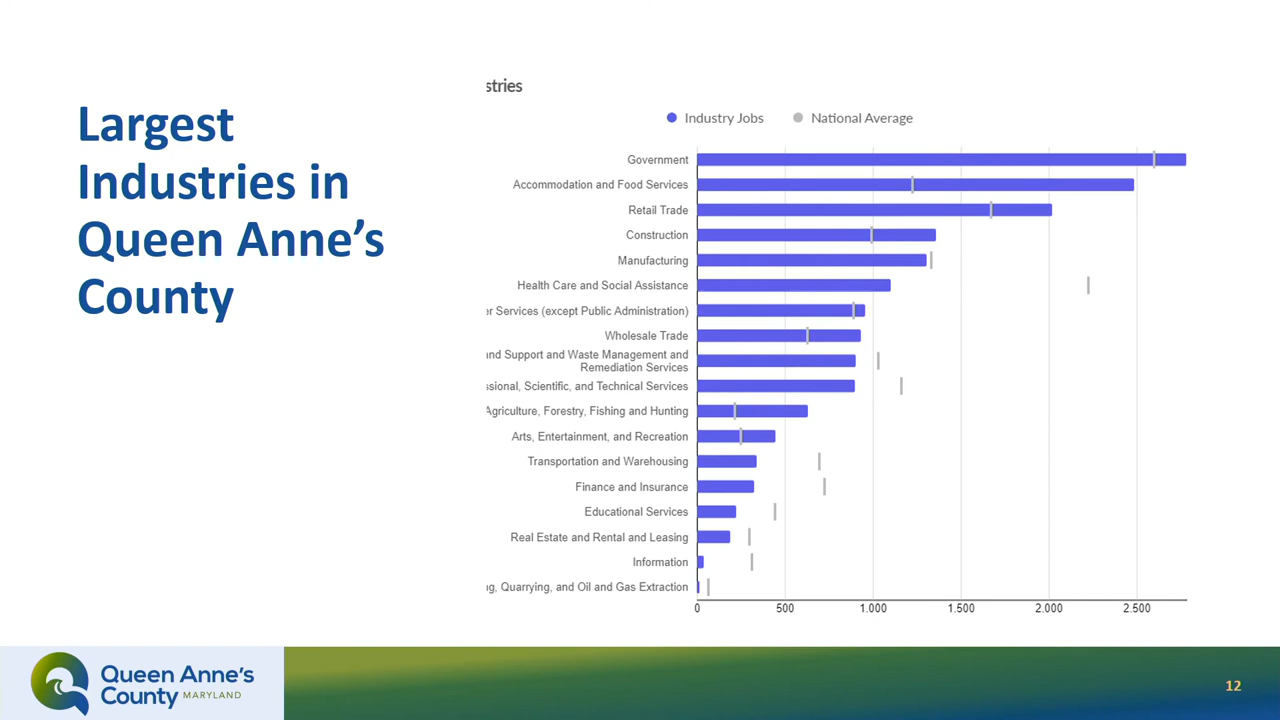 Largest
Industries in
Queen Anne's
County
stries
Industry Jobs
National Average
Government
Accommodation and Food Services
Retail Trade
Construction
Manufacturing
Health Care and Social Assistance
r Services (except Public Administration)
Wholesale Trade
nd Support and Waste Management and
Remediation Services
sional, Scientific, and Technical Services
Agriculture, Forestry, Fishing and Hunting
Arts, Entertainment, and Recreation
Transportation and Warehousing
Finance and Insurance
Educational Services
Real Estate and Rental and Leasing
Information
g, Quarrying, and Oil and Gas Extraction
0 500 1.000 1.500 2.000 2.500
Queen Anne's
County MARYLAND
12